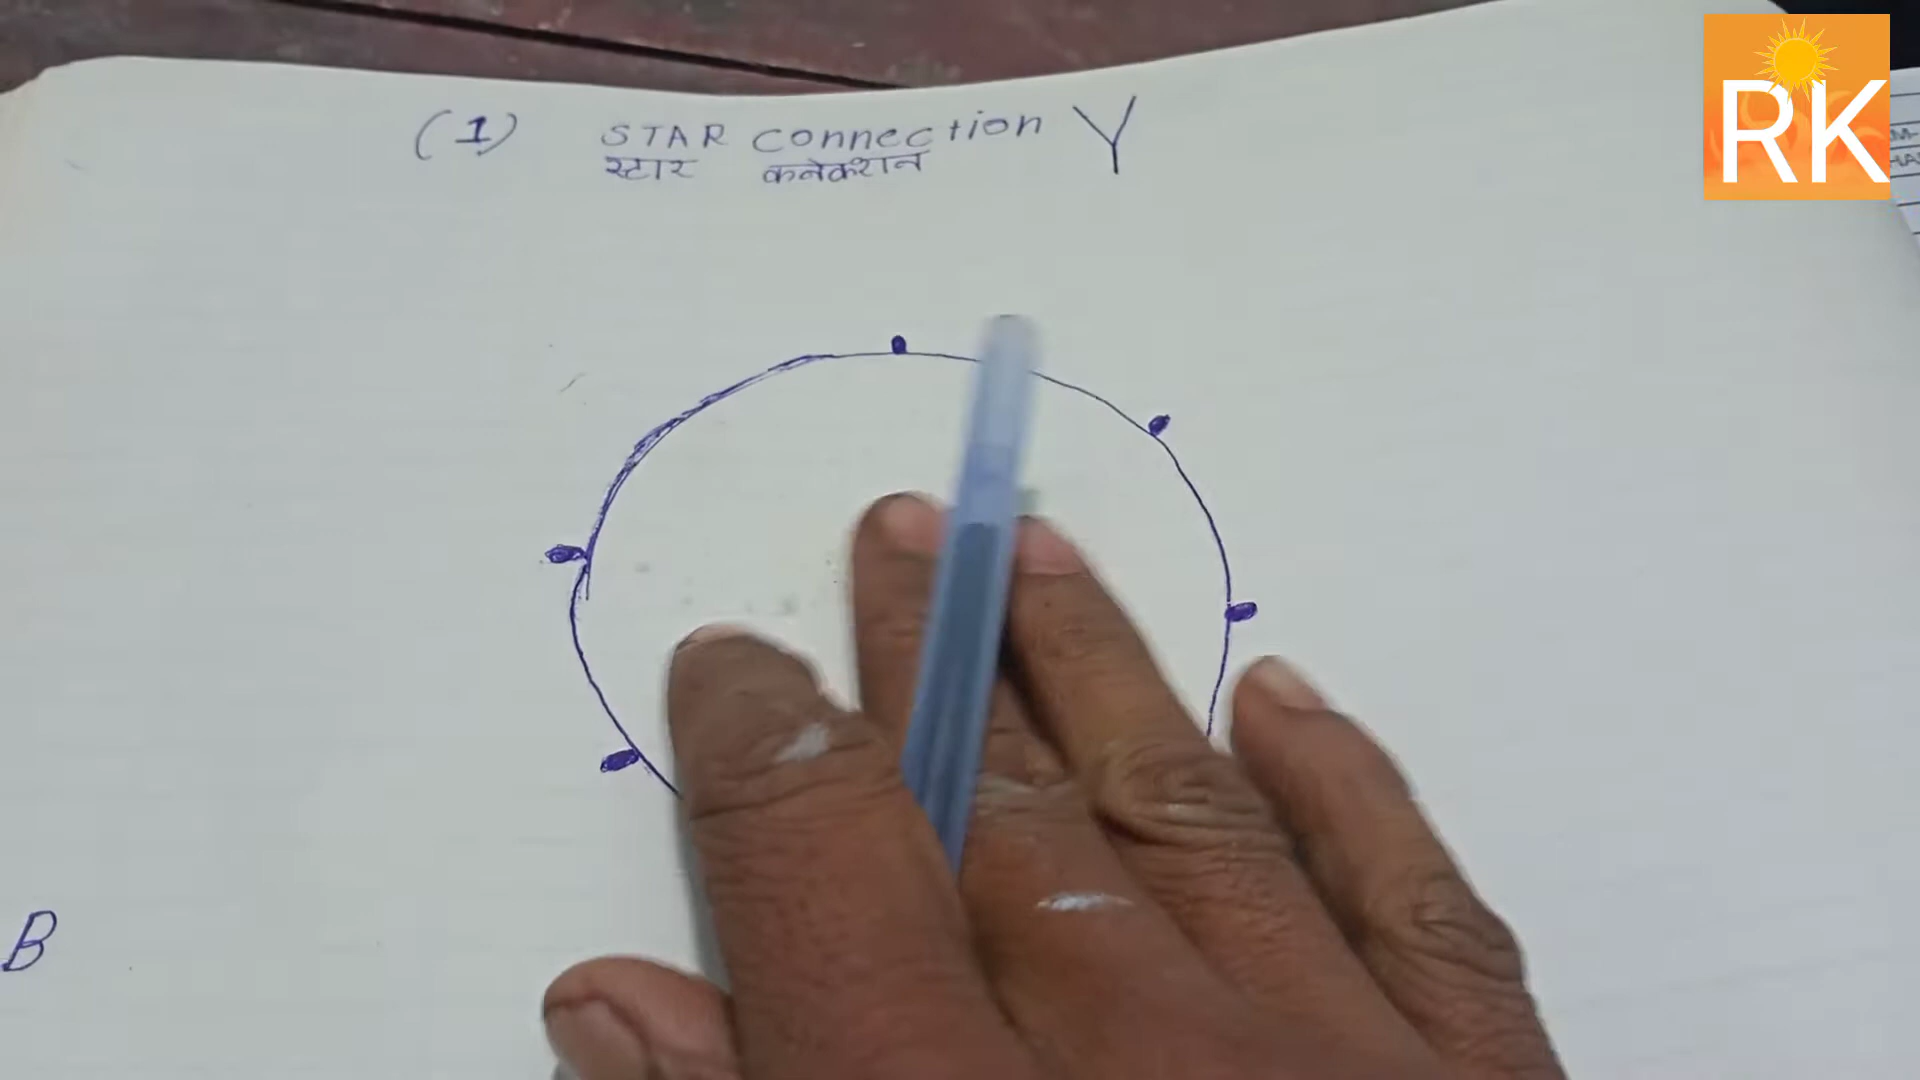 (1) STAR connection Y
स्टार कनेक्शन
RK
B